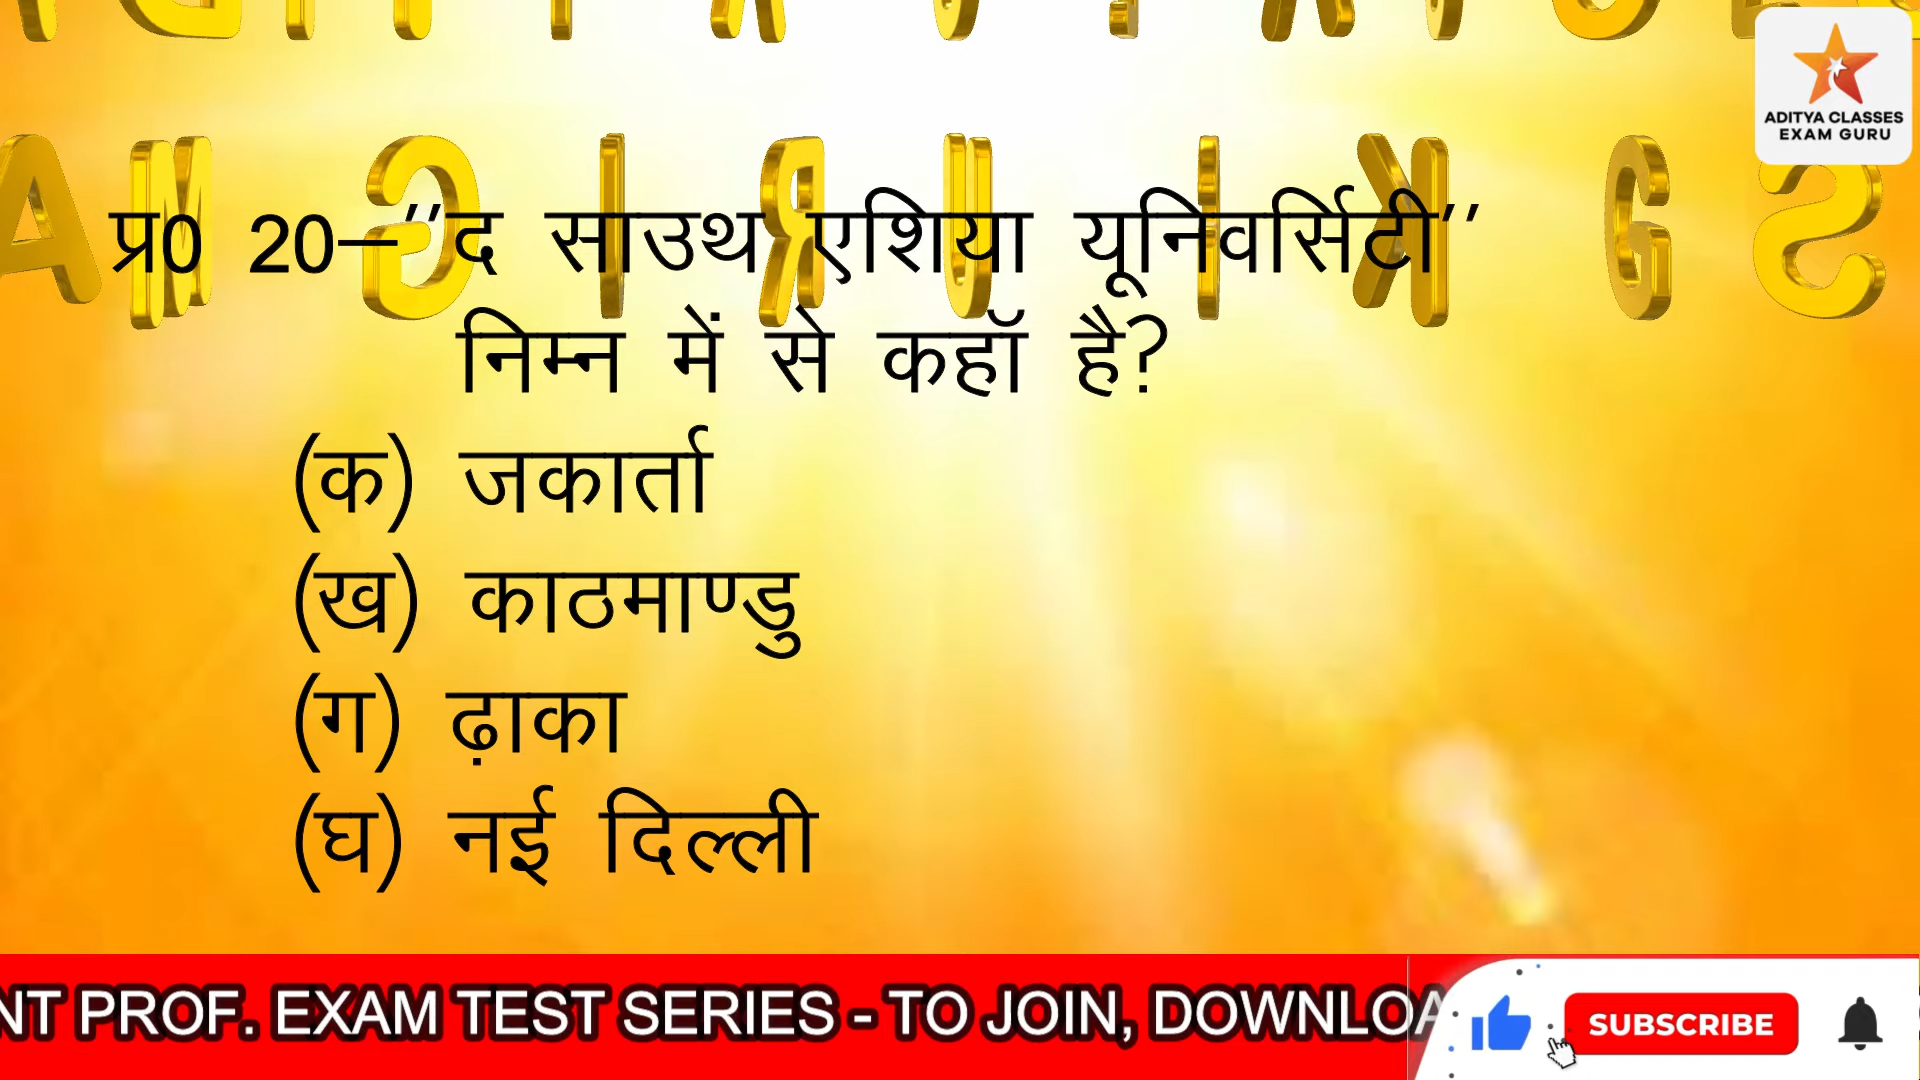 ADITYA CLASSES
EXAM GURU
प्र0 20—’’द साउथ एशिया यूनिवर्सिटी’’
निम्न में से कहॉ है?
(क) जकार्ता
(ख) काठमाण्डु
(ग) ढ़ाका
(घ) नई दिल्ली
NT PROF. EXAM TEST SERIES - TO JOIN, DOWNLOA
SUBSCRIBE